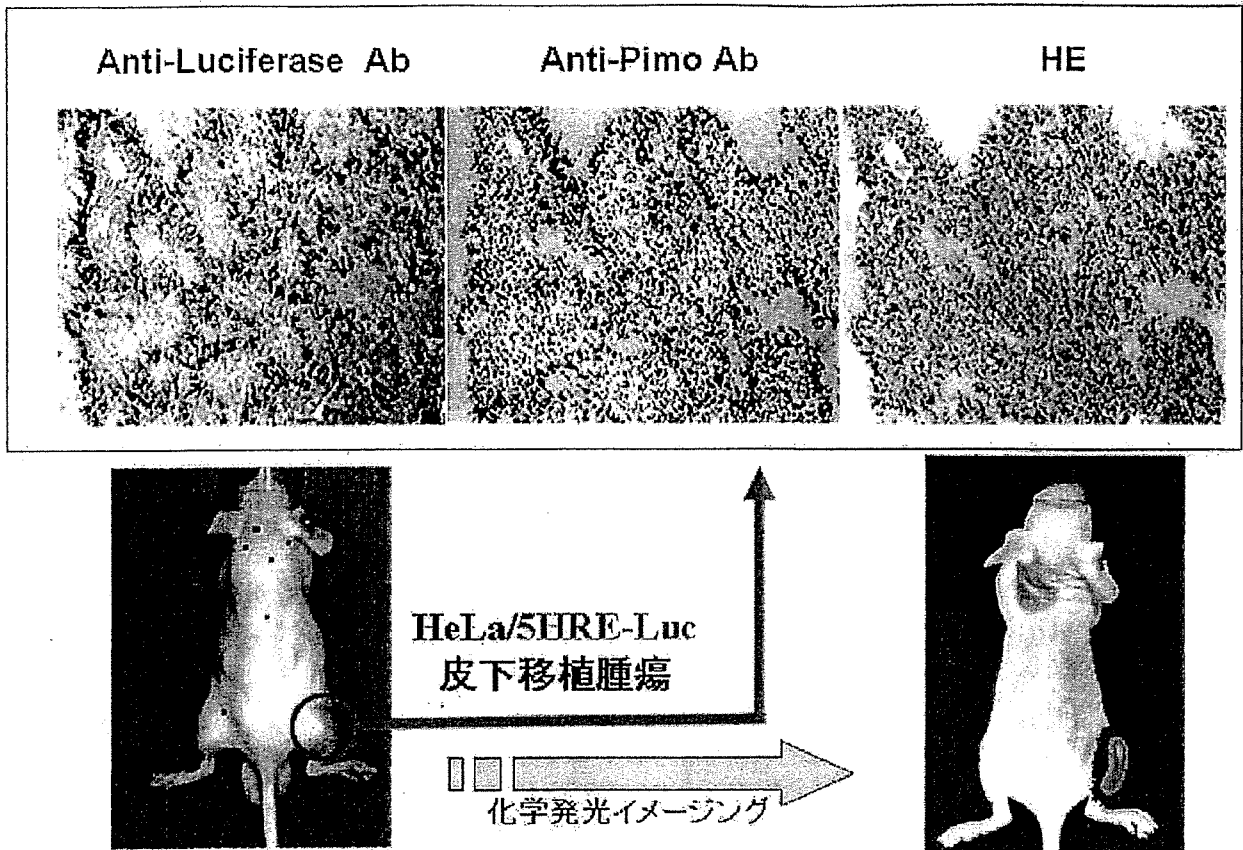 Anti-Luciferase Ab
Anti-Pimo Ab
HE
HeLa/5HRE-Luc
皮下移植腫瘍
化学発光イメージング